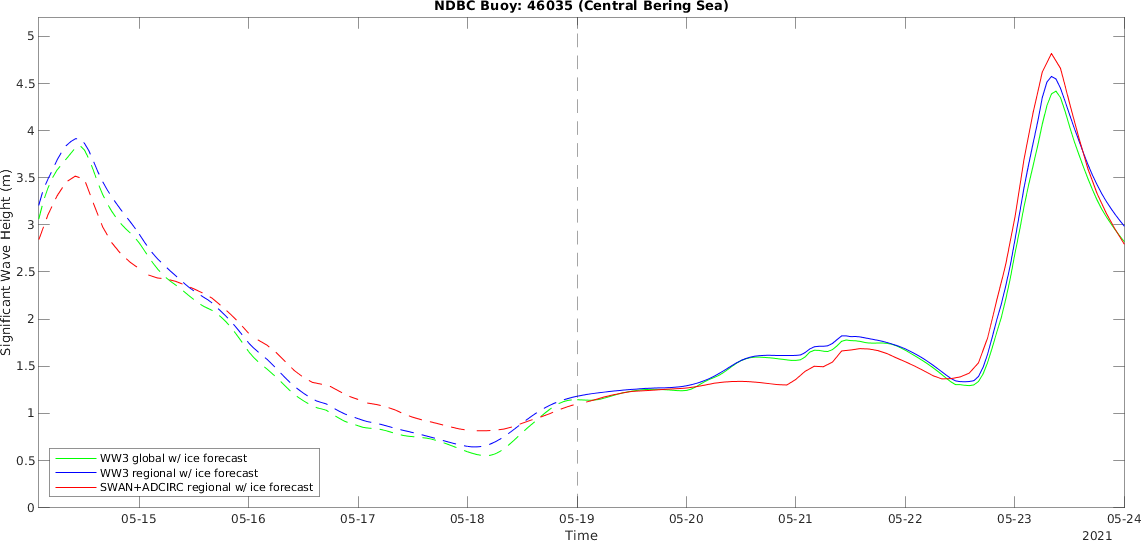 NDBC Buoy: 46035 (Central Bering Sea)
5
4.5
4
3.5
3
2.5
2
1.5
1
0.5
0
Significant Wave Height (m)
WW3 global w/ ice forecast
WW3 regional w/ ice forecast
SWAN+ADCIRC regional w/ ice forecast
05-15 05-16 05-17 05-18 05-19 05-20 05-21 05-22 05-23 05-24
Time
2021